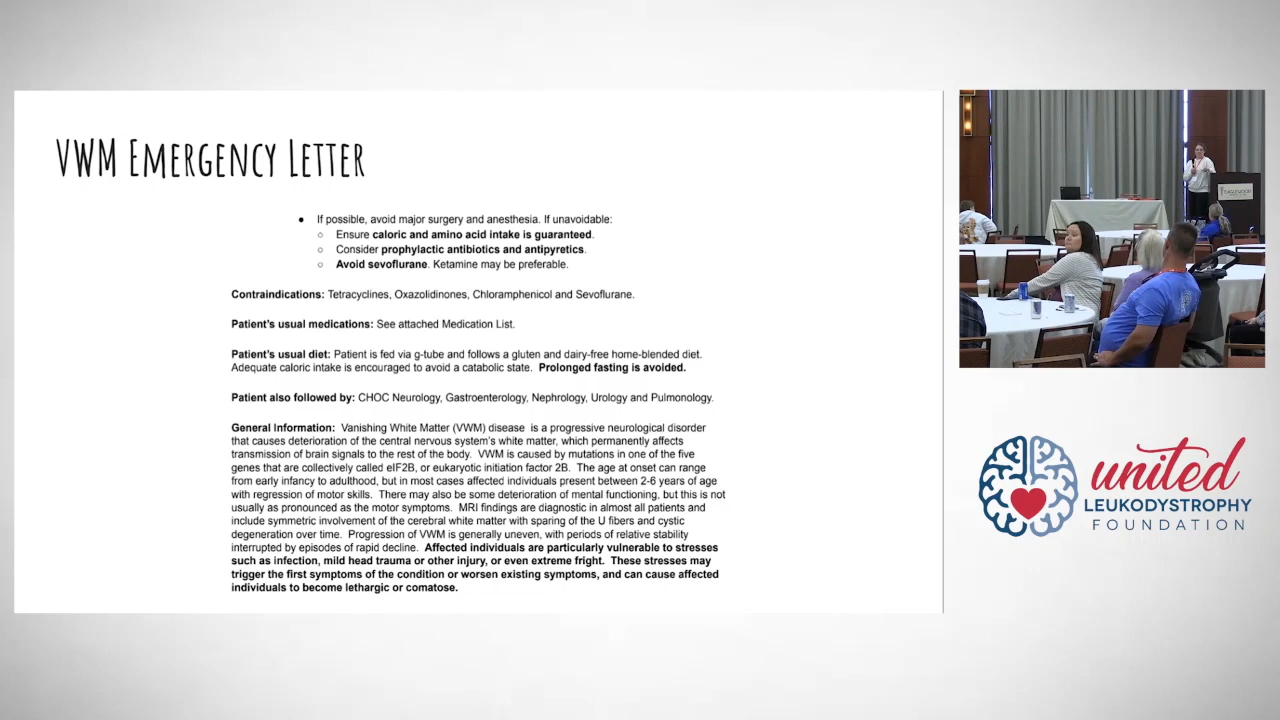 VWM Emergency Letter
● If possible, avoid major surgery and anesthesia. If unavoidable:
○ Ensure caloric and amino acid intake is guaranteed.
○ Consider prophylactic antibiotics and antipyretics.
○ Avoid sevoflurane. Ketamine may be preferable.
Contraindications: Tetracyclines, Oxazolidinones, Chloramphenicol and Sevoflurane.
Patient's usual medications: See attached Medication List.
Patient's usual diet: Patient is fed via g-tube and follows a gluten and dairy-free home-blended diet.
Adequate caloric intake is encouraged to avoid a catabolic state. Prolonged fasting is avoided.
Patient also followed by: CHOC Neurology, Gastroenterology, Nephrology, Urology and Pulmonology.
General Information: Vanishing White Matter (VWM) disease is a progressive neurological disorder
that causes deterioration of the central nervous system's white matter, which permanently affects
transmission of brain signals to the rest of the body. VWM is caused by mutations in one of the five
genes that are collectively called eIF2B, or eukaryotic initiation factor 2B. The age at onset can range
from early infancy to adulthood, but in most cases affected individuals present between 2-6 years of age
with regression of motor skills. There may also be some deterioration of mental functioning, but this is not
usually as pronounced as the motor symptoms. MRI findings are diagnostic in almost all patients and
include symmetric involvement of the cerebral white matter with sparing of the U fibers and cystic
degeneration over time. Progression of VWM is generally uneven, with periods of relative stability
interrupted by episodes of rapid decline. Affected individuals are particularly vulnerable to stresses
such as infection, mild head trauma or other injury, or even extreme fright. These stresses may
trigger the first symptoms of the condition or worsen existing symptoms, and can cause affected
individuals to become lethargic or comatose.
united
LEUKODYSTROPHY
FOUNDATION